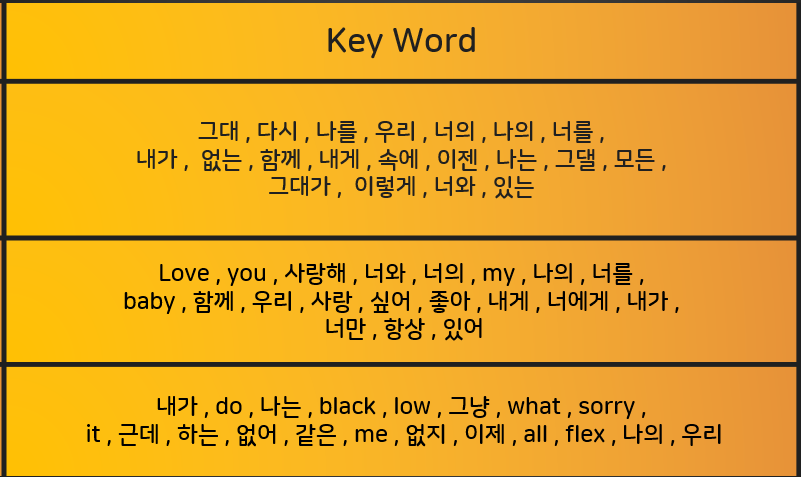 Key Word
그대 , 다시 , 나를 , 우리 , 너의 , 나의 , 너를 ,
내가 , 없는 , 함께 , 내게 , 속에 , 이젠 , 나는 , 그댈 , 모든 ,
그대가 , 이렇게 , 너와 , 있는
Love , you , 사랑해 , 너와 , 너의 , my , 나의 , 너를 ,
baby , 함께 , 우리 , 사랑 , 싶어 , 좋아 , 내게 , 너에게 , 내가 ,
너만 , 항상 , 있어
내가 , do , 나는 , black , low , 그냥 , what , sorry ,
it , 근데 , 하는 , 없어 , 같은 , me , 없지 , 이제 , all , flex , 나의 , 우리